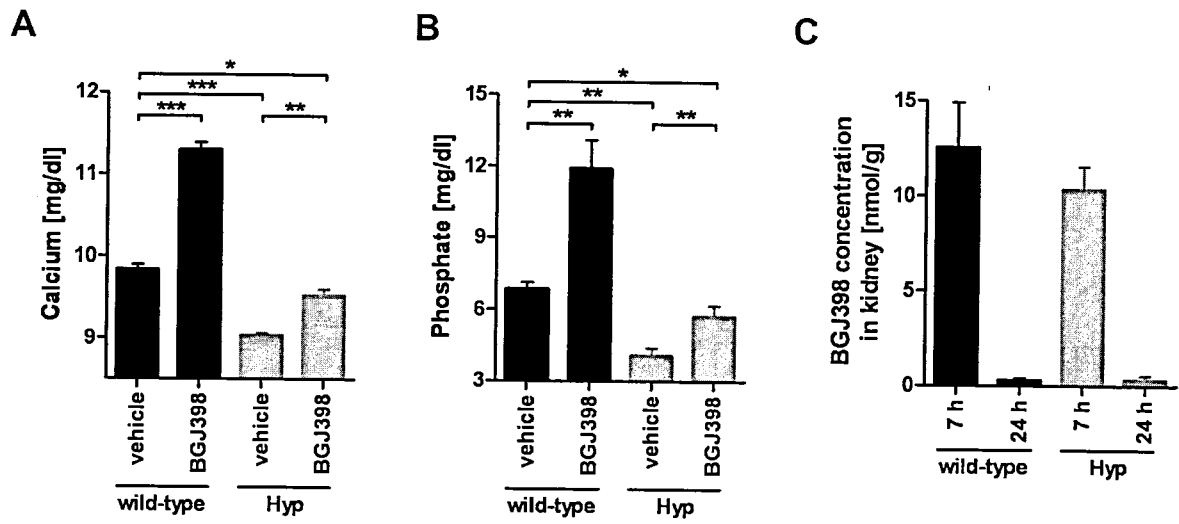 A
Calcium [mg/dl]
12
11
10
9
*
***
***
**
vehicle
BGJ398
vehicle
BGJ398
wild-type
Hyp
B
Phosphate [mg/dl]
15
12
9
6
3
*
**
**
**
vehicle
BGJ398
vehicle
BGJ398
wild-type
Hyp
C
BGJ398 concentration
in kidney [nmol/g]
15
10
5
0
7 h
24 h
7 h
24 h
wild-type
Hyp